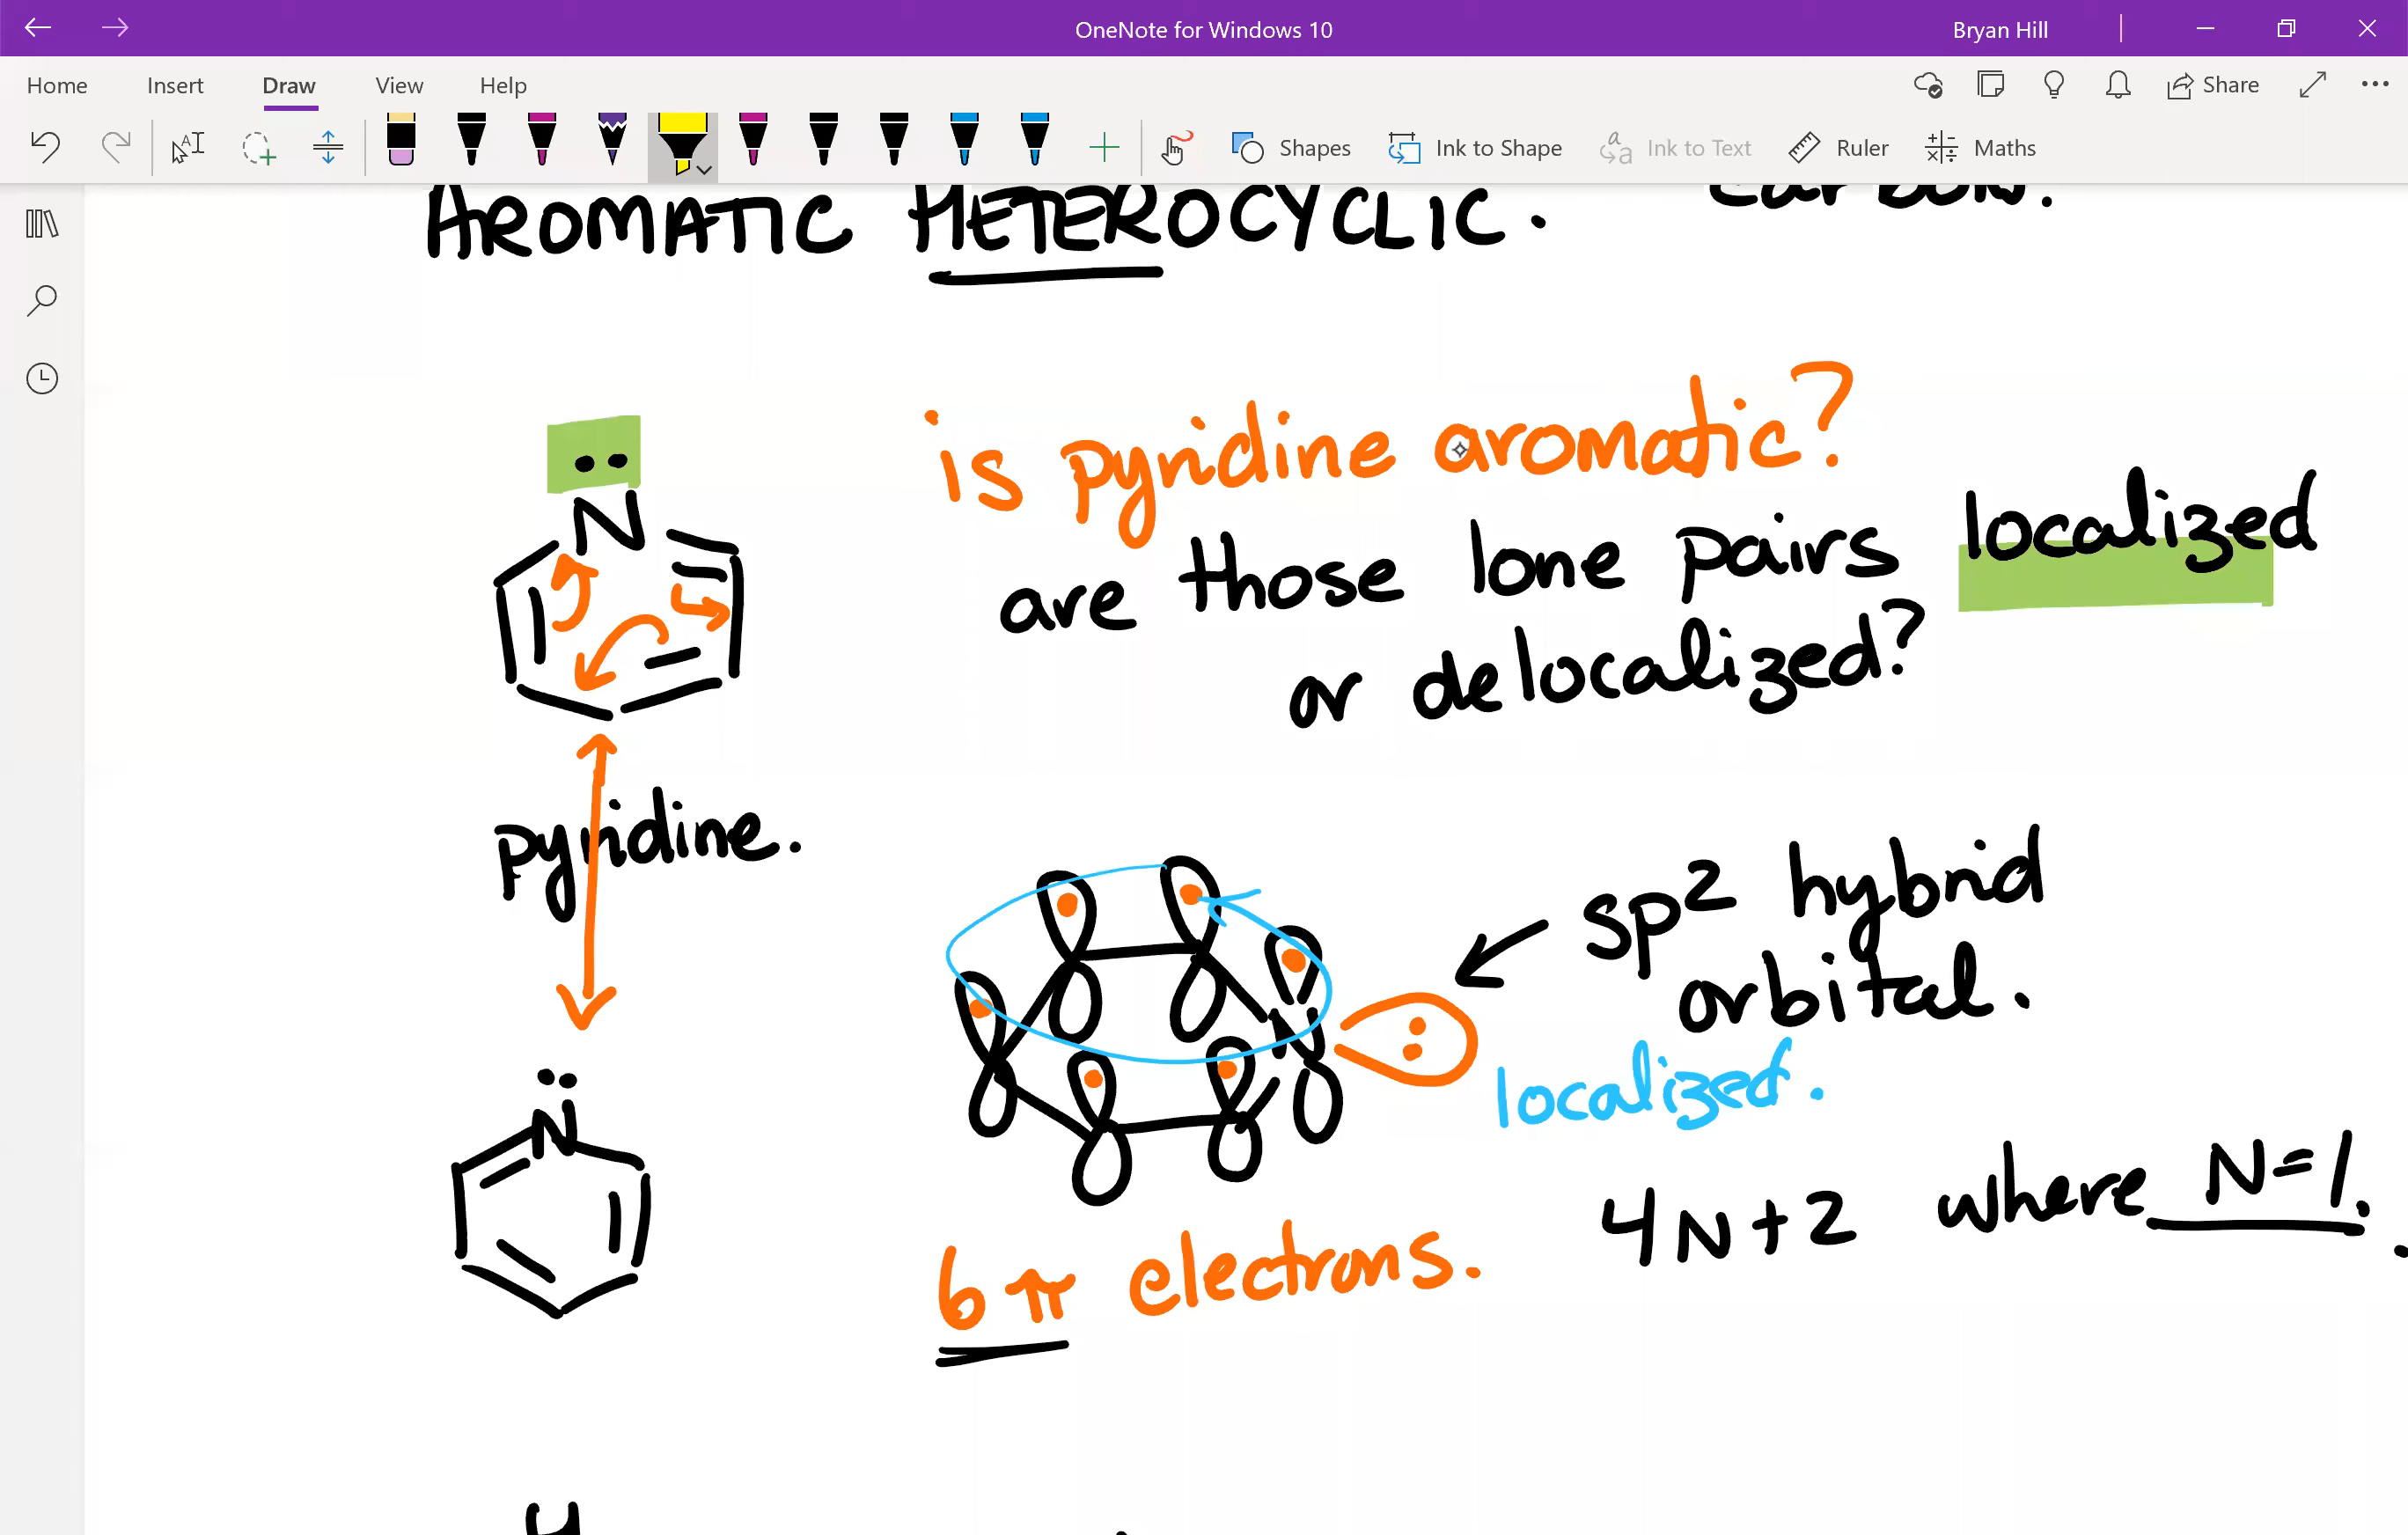 OneNote for Windows 10
Bryan Hill
Home Insert Draw View Help
Share
Shapes Ink to Shape Ink to Text Ruler Maths
carbon.
AROMATIC HETEROCYCLIC.
is pyridine aromatic?
are those lone pairs localized
or delocalized?
N
pyridine.
sp² hybrid
orbital.
N
localized.
N
4N+2 where N=1.
6 π electrons.